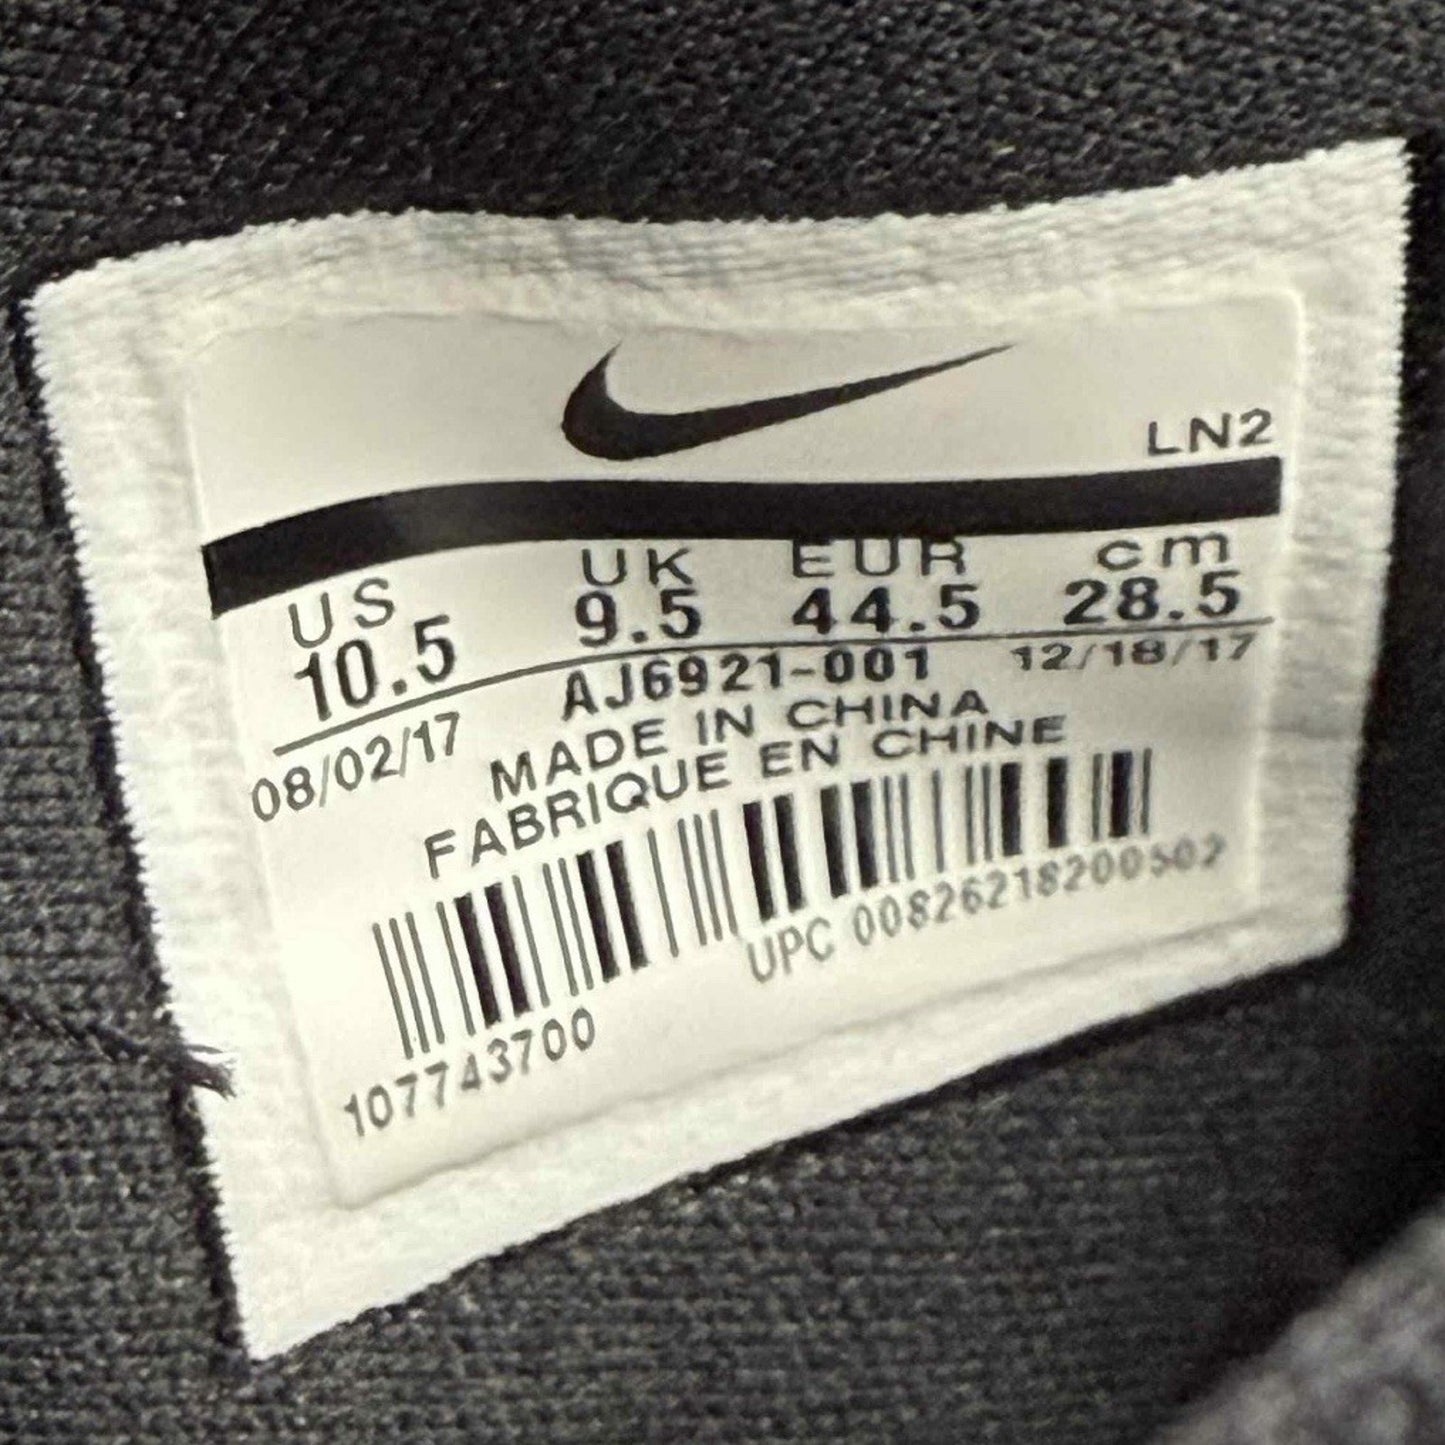 LN2
US UK EUR cm
10.5 9.5 44.5 28.5
08/02/17 AJ6921-001 12/18/17
MADE IN CHINA
FABRIQUE EN CHINE
UPC 00826218200502
107743700